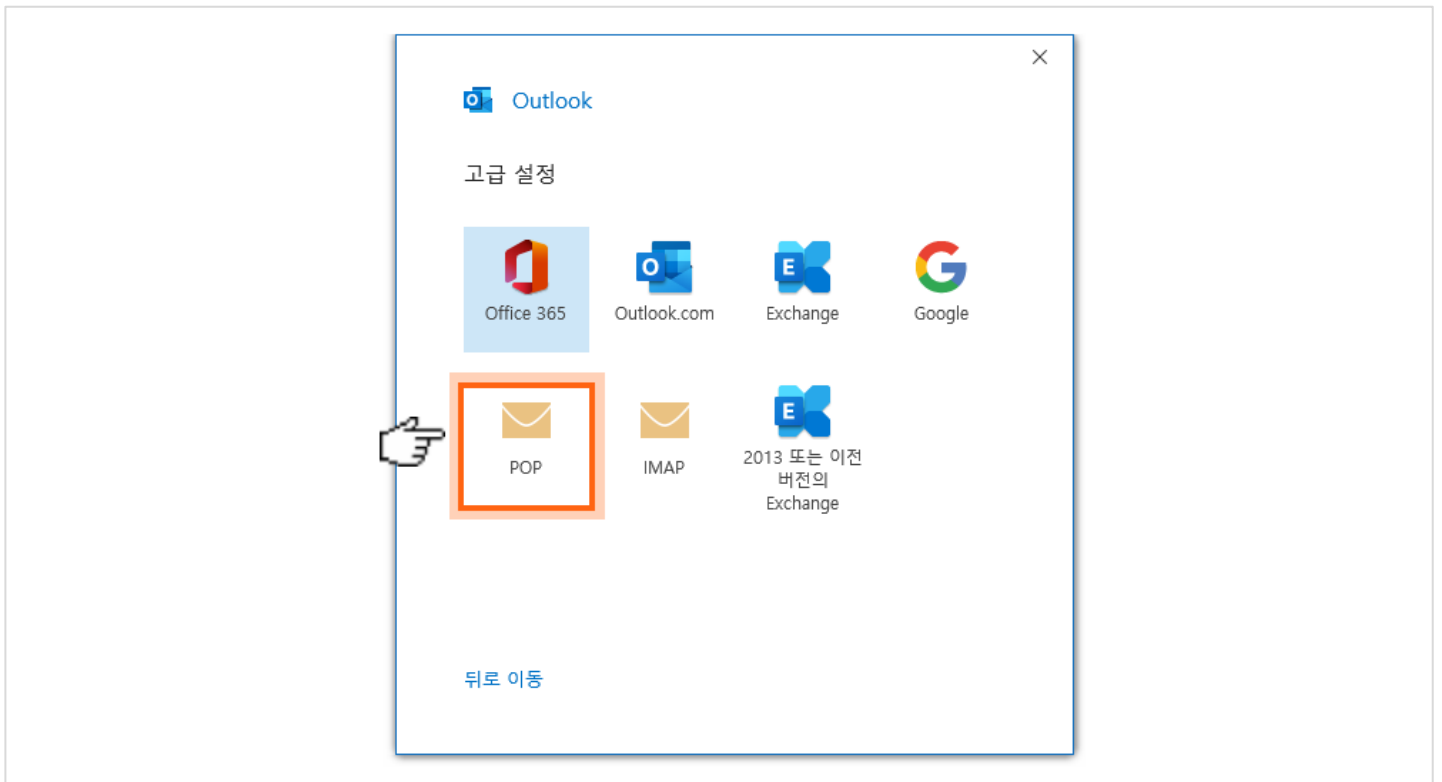 Outlook
고급 설정
Office 365
Outlook.com
Exchange
Google
POP
IMAP
2013 또는 이전
버전의
Exchange
뒤로 이동